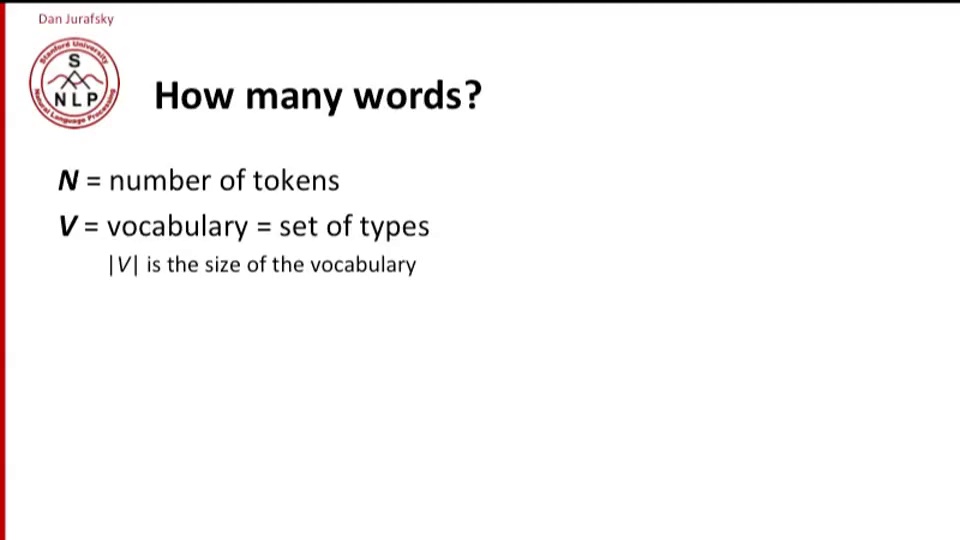 Dan Jurafsky
Stanford University
S
NLP
Natural Language Processing
How many words?
N = number of tokens
V = vocabulary = set of types
|V| is the size of the vocabulary